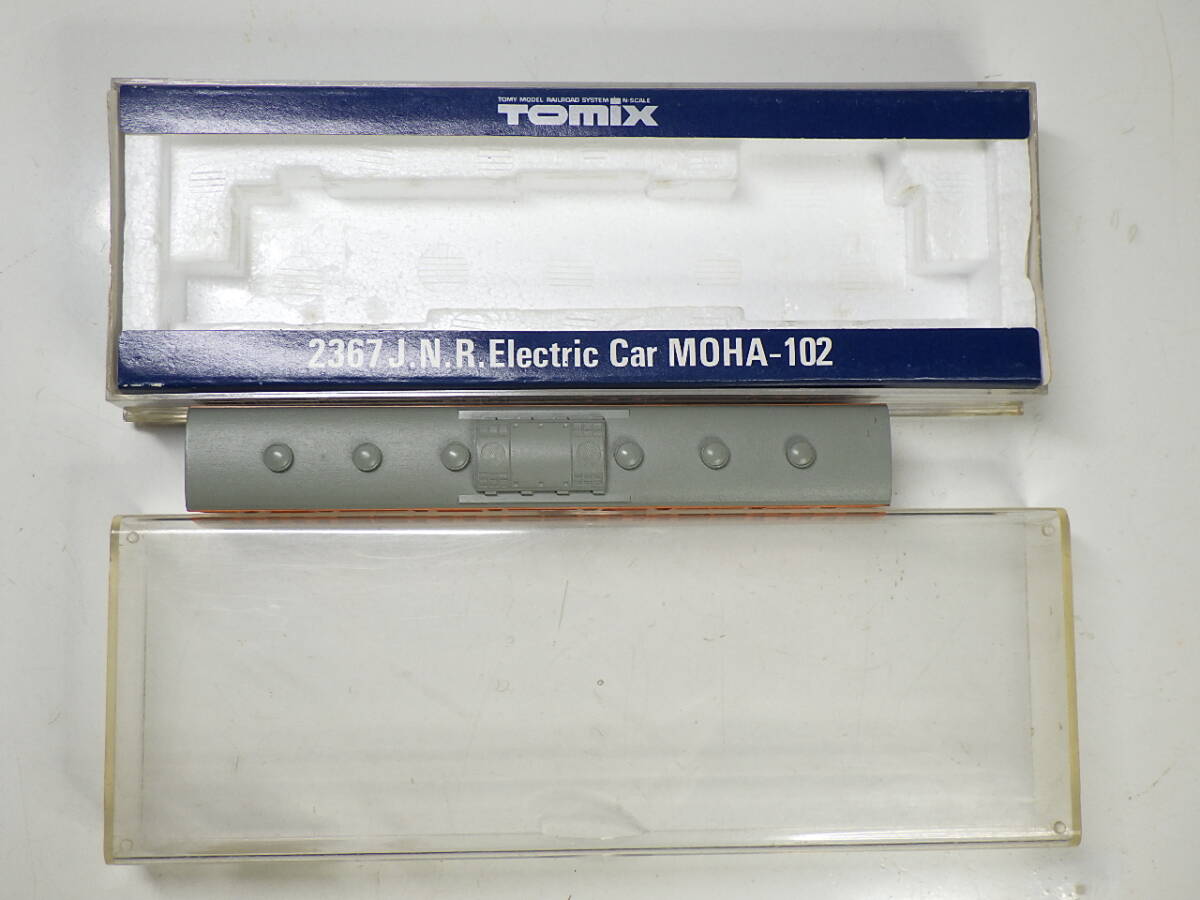 TOMY MODEL RAILROAD SYSTEM N-SCALE
TOMIX
2367 J.N.R. Electric Car MOHA-102